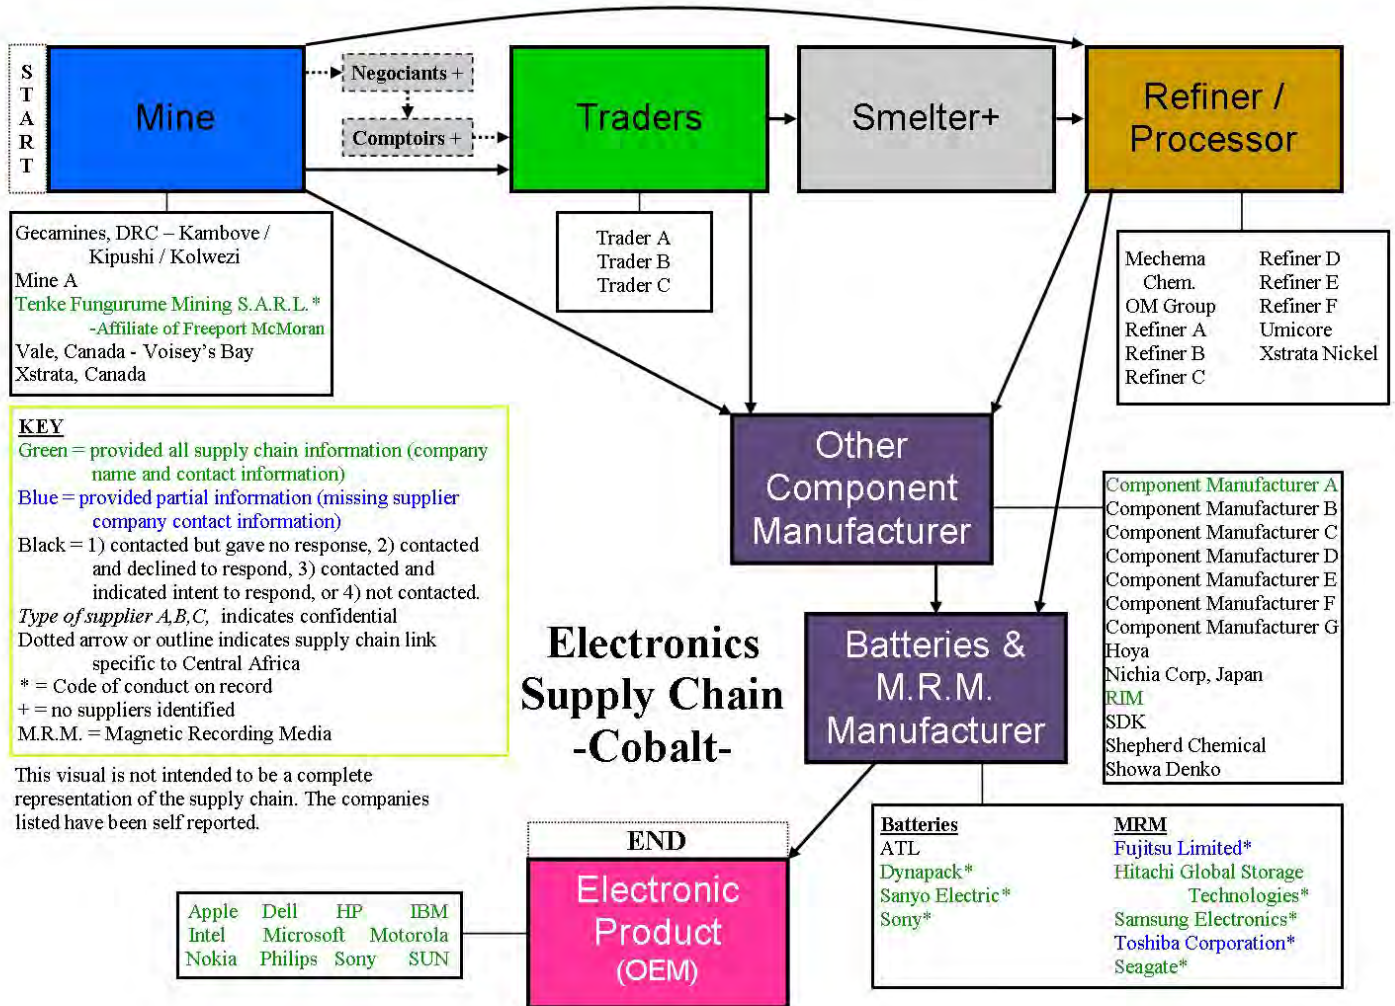 START
Mine
Negociants +
Comptoirs +
Traders
Smelter+
Refiner /
Processor
Gecamines, DRC – Kambove /
Kipushi / Kolwezi
Mine A
Tenke Fungurume Mining S.A.R.L.*
-Affiliate of Freeport McMoran
Vale, Canada - Voisey's Bay
Xstrata, Canada
Trader A
Trader B
Trader C
Mechema
Chem.
OM Group
Refiner A
Refiner B
Refiner C
Refiner D
Refiner E
Refiner F
Umicore
Xstrata Nickel
KEY
Green = provided all supply chain information (company
name and contact information)
Blue = provided partial information (missing supplier
company contact information)
Black = 1) contacted but gave no response, 2) contacted
and declined to respond, 3) contacted and
indicated intent to respond, or 4) not contacted.
Type of supplier A,B,C, indicates confidential
Dotted arrow or outline indicates supply chain link
specific to Central Africa
* = Code of conduct on record
+ = no suppliers identified
M.R.M. = Magnetic Recording Media
This visual is not intended to be a complete
representation of the supply chain. The companies
listed have been self reported.
Other
Component
Manufacturer
Component Manufacturer A
Component Manufacturer B
Component Manufacturer C
Component Manufacturer D
Component Manufacturer E
Component Manufacturer F
Component Manufacturer G
Hoya
Nichia Corp, Japan
RIM
SDK
Shepherd Chemical
Showa Denko
Electronics
Supply Chain
-Cobalt-
Batteries &
M.R.M.
Manufacturer
Batteries
ATL
Dynapack*
Sanyo Electric*
Sony*
MRM
Fujitsu Limited*
Hitachi Global Storage
Technologies*
Samsung Electronics*
Toshiba Corporation*
Seagate*
END
Electronic
Product
(OEM)
Apple Dell HP IBM
Intel Microsoft Motorola
Nokia Philips Sony SUN